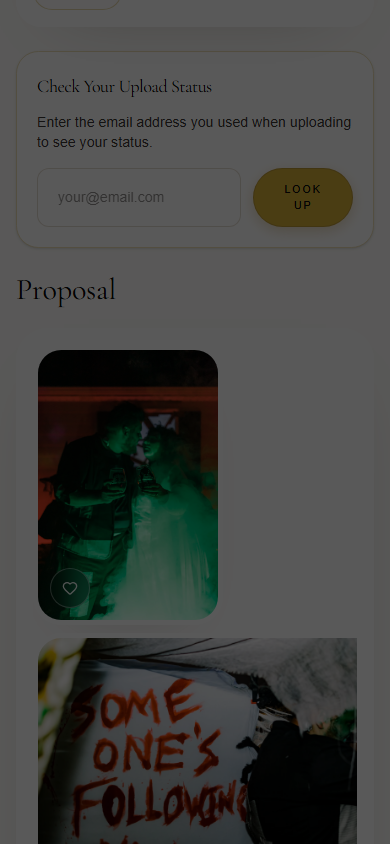 Check Your Upload Status
Enter the email address you used when uploading
to see your status.
your@email.com
LOOK
UP
Proposal
SOME
ONE'S
FOLLOWING